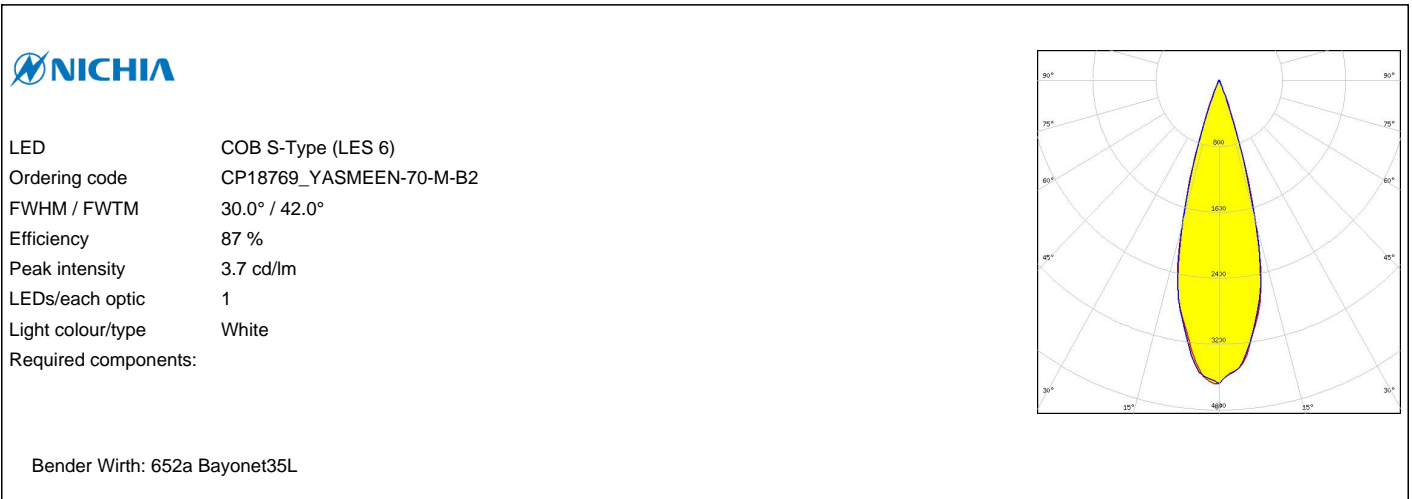 NICHIA
LED COB S-Type (LES 6)
Ordering code CP18769_YASMEEN-70-M-B2
FWHM / FWTM 30.0° / 42.0°
Efficiency 87 %
Peak intensity 3.7 cd/lm
LEDs/each optic 1
Light colour/type White
Required components:
Bender Wirth: 652a Bayonet35L
90° 90°
75° 75°
800
60° 60°
1600
45° 45°
2400
3200
30° 30°
15° 4000 15°